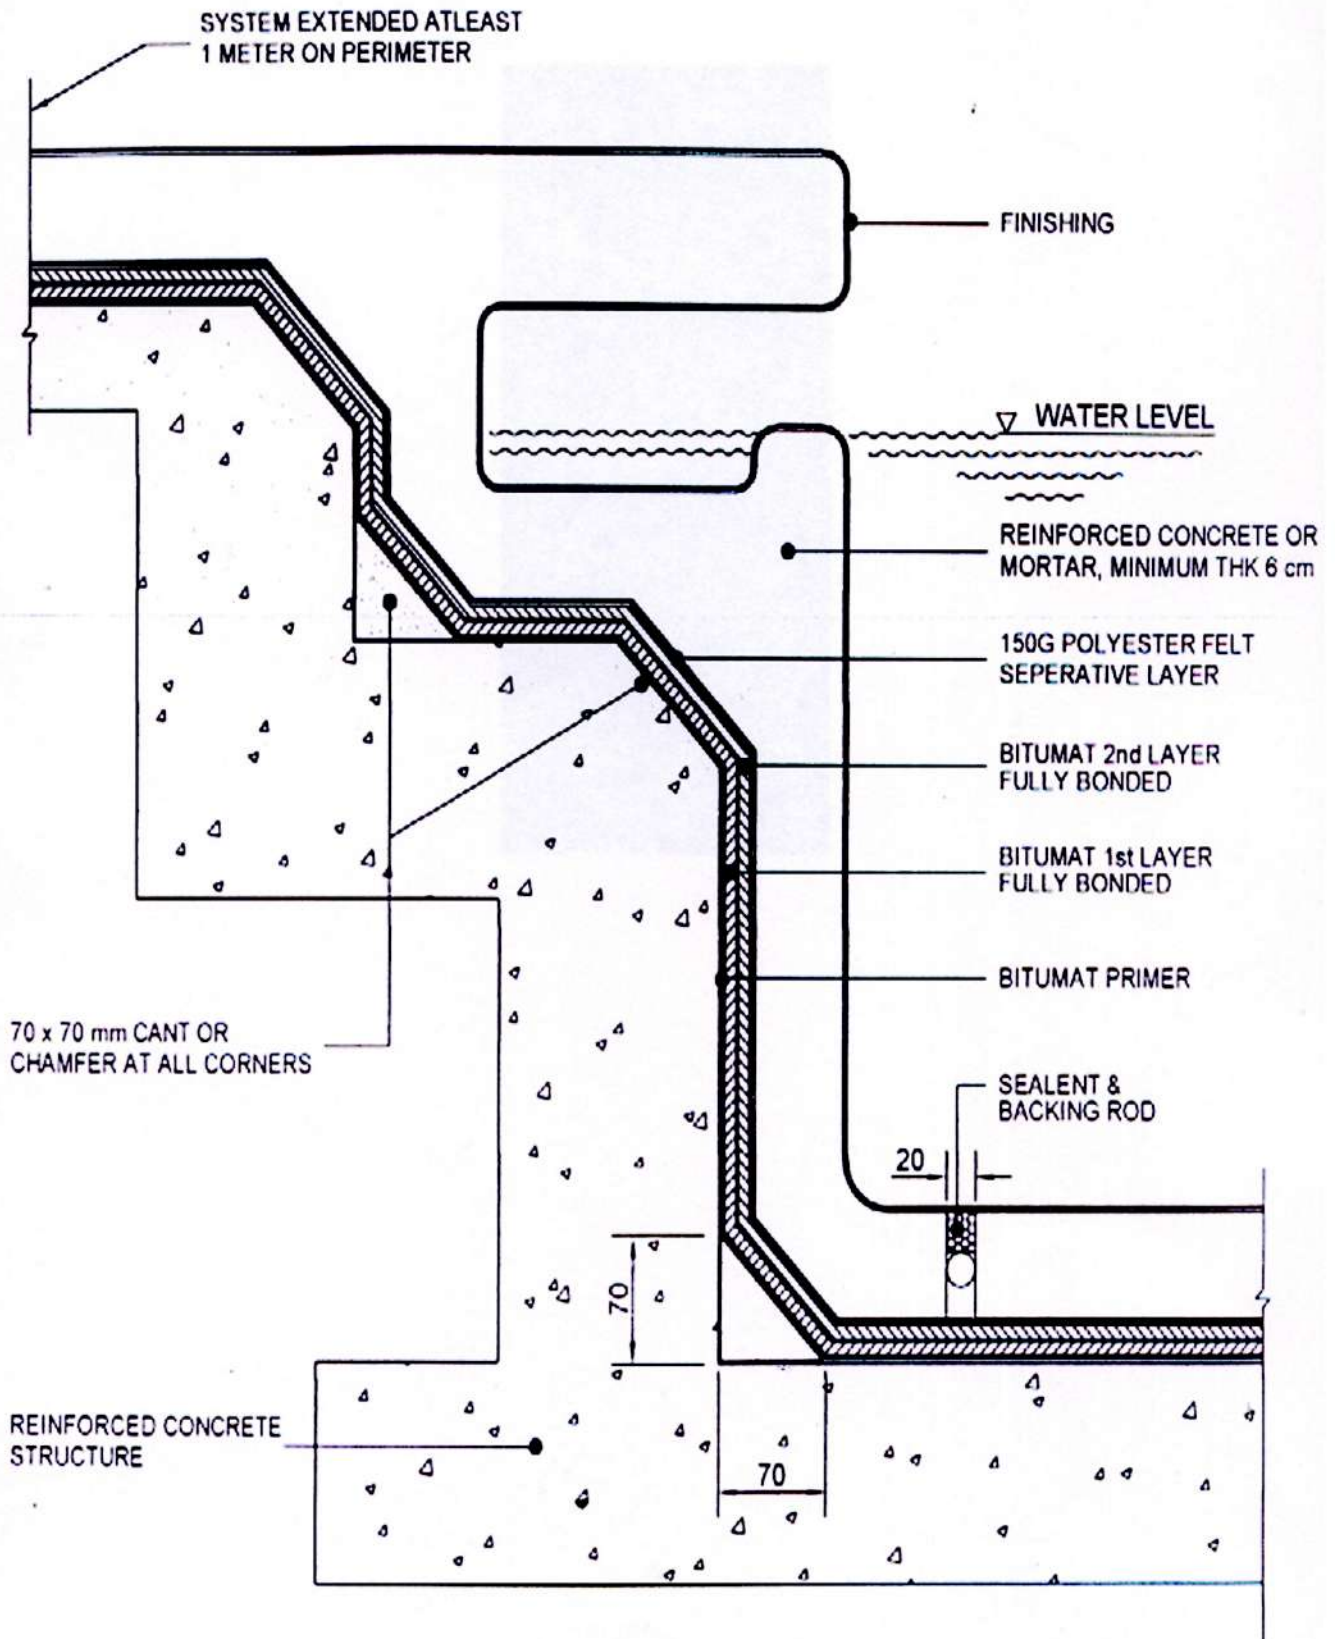 SYSTEM EXTENDED ATLEAST
1 METER ON PERIMETER
FINISHING
WATER LEVEL
REINFORCED CONCRETE OR
MORTAR, MINIMUM THK 6 cm
150G POLYESTER FELT
SEPERATIVE LAYER
BITUMAT 2nd LAYER
FULLY BONDED
BITUMAT 1st LAYER
FULLY BONDED
BITUMAT PRIMER
70 x 70 mm CANT OR
CHAMFER AT ALL CORNERS
SEALENT &
BACKING ROD
20
70
70
REINFORCED CONCRETE
STRUCTURE